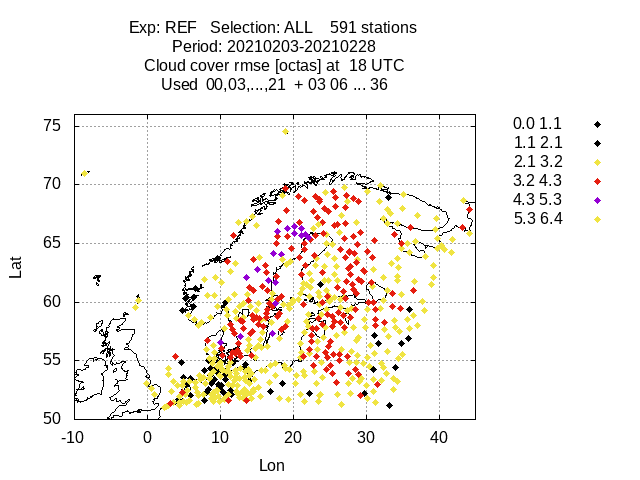 Exp: REF Selection: ALL 591 stations
Period: 20210203-20210228
Cloud cover rmse [octas] at 18 UTC
Used 00,03,...,21 + 03 06 ... 36
0.0 1.1
1.1 2.1
2.1 3.2
3.2 4.3
4.3 5.3
5.3 6.4
75
70
65
60
55
50
Lat
-10 0 10 20 30 40
Lon